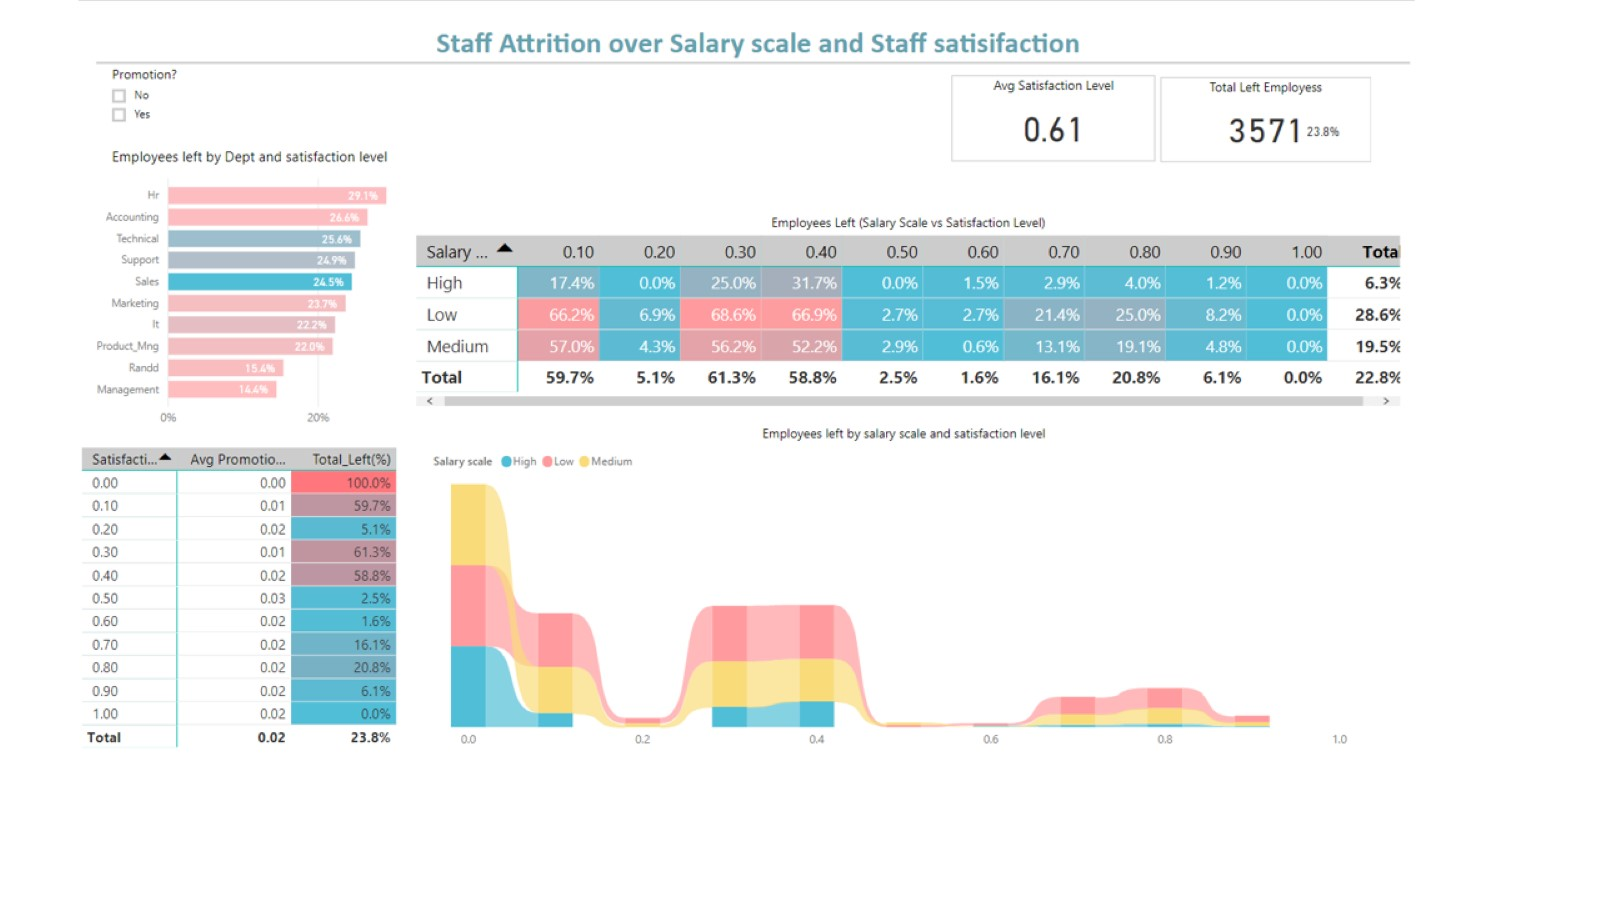 Staff Attrition over Salary scale and Staff satisifaction
Promotion?
No
Yes
Avg Satisfaction Level
0.61
Total Left Employess
3571 23.8%
Employees left by Dept and satisfaction level
Hr 29.1%
Accounting 26.6%
Technical 25.6%
Support 24.9%
Sales 24.5%
Marketing 23.7%
It 22.2%
Product_Mng 22.0%
Randd 15.4%
Management 14.4%
0% 20%
Employees Left (Salary Scale vs Satisfaction Level)
Salary ... 0.10 0.20 0.30 0.40 0.50 0.60 0.70 0.80 0.90 1.00 Total
High 17.4% 0.0% 25.0% 31.7% 0.0% 1.5% 2.9% 4.0% 1.2% 0.0% 6.3%
Low 66.2% 6.9% 68.6% 66.9% 2.7% 2.7% 21.4% 25.0% 8.2% 0.0% 28.6%
Medium 57.0% 4.3% 56.2% 52.2% 2.9% 0.6% 13.1% 19.1% 4.8% 0.0% 19.5%
Total 59.7% 5.1% 61.3% 58.8% 2.5% 1.6% 16.1% 20.8% 6.1% 0.0% 22.8%
Satisfacti... Avg Promotio... Total_Left(%)
0.00 0.00 100.0%
0.10 0.01 59.7%
0.20 0.02 5.1%
0.30 0.01 61.3%
0.40 0.02 58.8%
0.50 0.03 2.5%
0.60 0.02 1.6%
0.70 0.02 16.1%
0.80 0.02 20.8%
0.90 0.02 6.1%
1.00 0.02 0.0%
Total 0.02 23.8%
Employees left by salary scale and satisfaction level
Salary scale High Low Medium
0.0 0.2 0.4 0.6 0.8 1.0